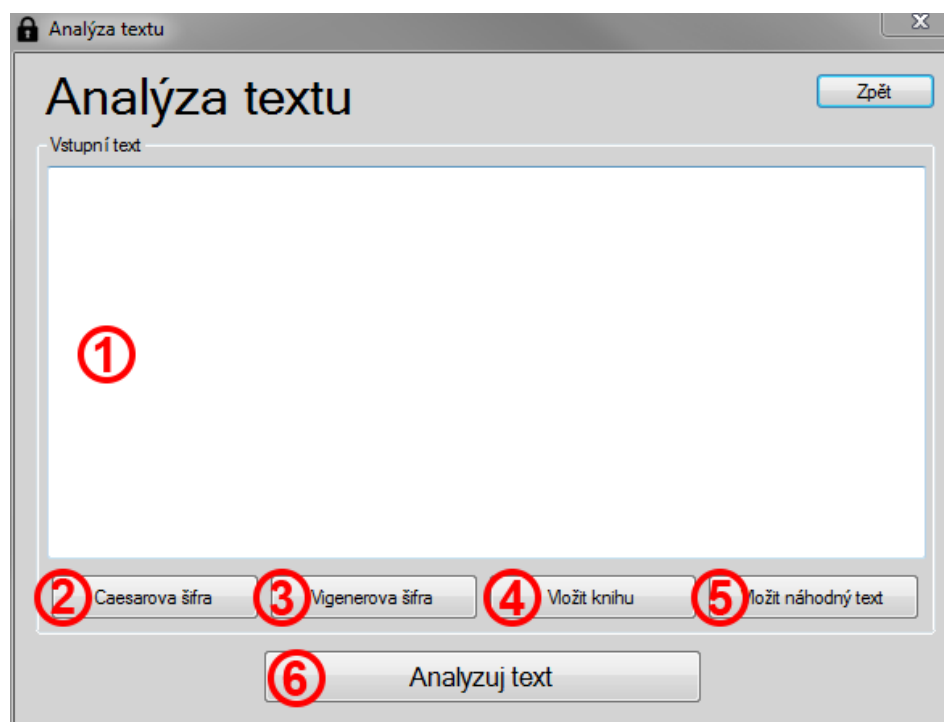 Analýza textu
X
Analýza textu
Zpět
Vstupní text
1
2 Caesarova šifra
3 Vigenerova šifra
4 Vložit knihu
5 Vložit náhodný text
6 Analyzuj text